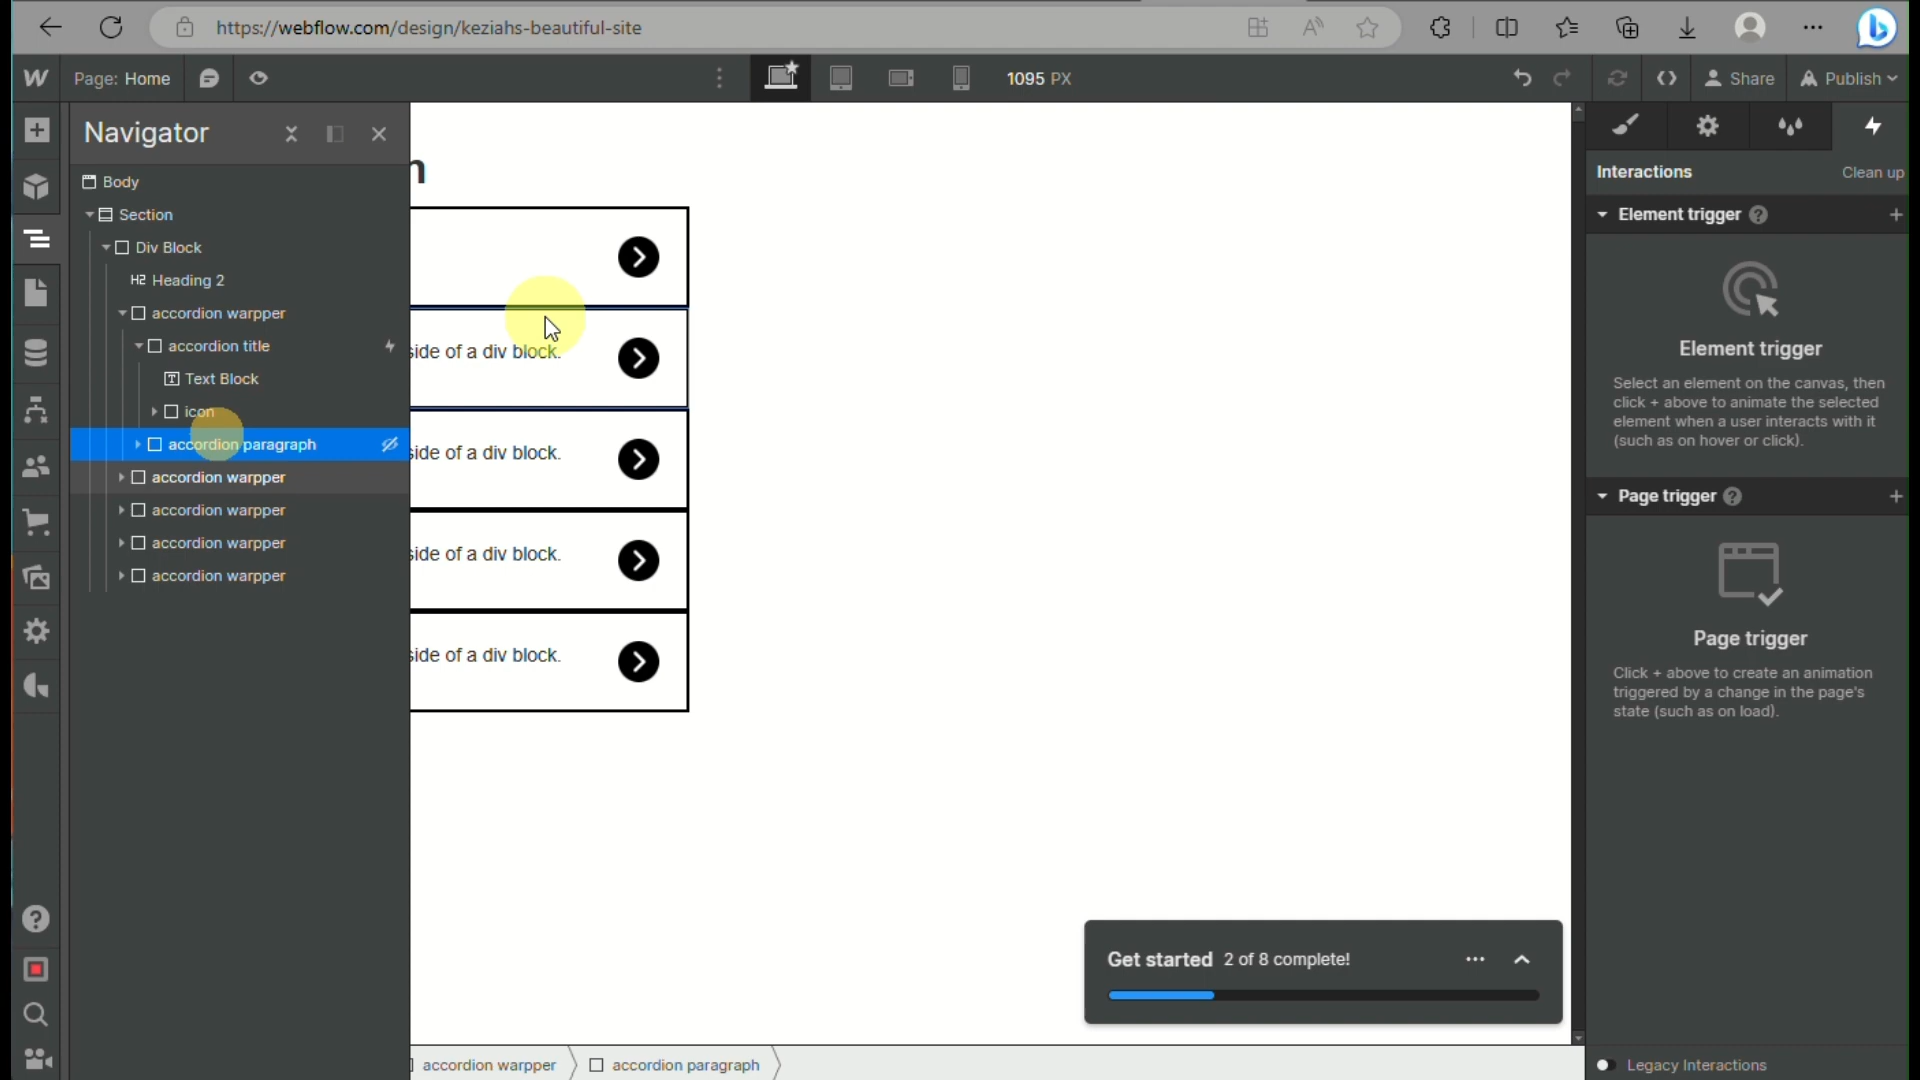 https://webflow.com/design/keziahs-beautiful-site
Page: Home
1095 PX
Share
Publish
Navigator
Body
Section
Div Block
H2 Heading 2
accordion warpper
accordion title
Text Block
icon
accordion paragraph
accordion warpper
accordion warpper
accordion warpper
accordion warpper
n
side of a div block.
side of a div block.
side of a div block.
side of a div block.
Interactions
Clean up
Element trigger
Element trigger
Select an element on the canvas, then
click + above to animate the selected
element when a user interacts with it
(such as on hover or click).
Page trigger
Page trigger
Click + above to create an animation
triggered by a change in the page's
state (such as on load).
Get started 2 of 8 complete!
accordion warpper
accordion paragraph
Legacy Interactions